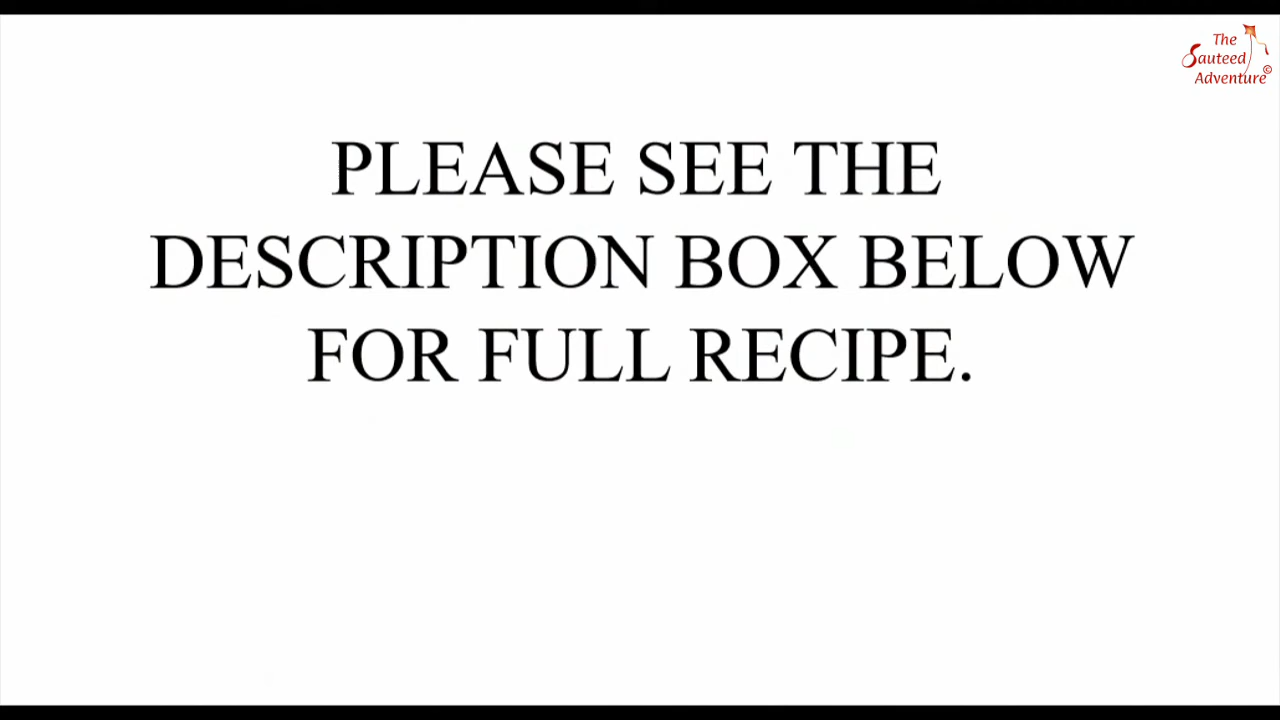 The
Sauteed
Adventure©
PLEASE SEE THE
DESCRIPTION BOX BELOW
FOR FULL RECIPE.